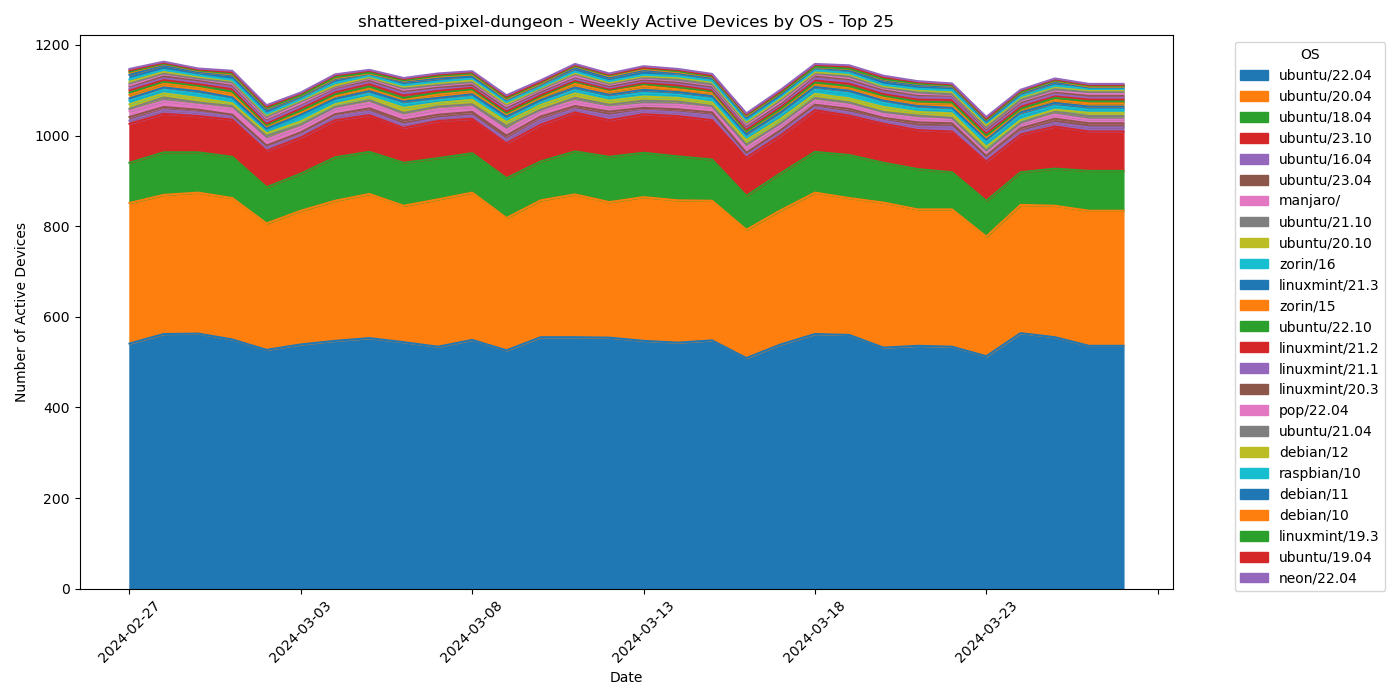 shattered-pixel-dungeon - Weekly Active Devices by OS - Top 25
1200
1000
800
600
400
200
0
Number of Active Devices
2024-02-27
2024-03-03
2024-03-08
2024-03-13
2024-03-18
2024-03-23
Date
OS
ubuntu/22.04
ubuntu/20.04
ubuntu/18.04
ubuntu/23.10
ubuntu/16.04
ubuntu/23.04
manjaro/
ubuntu/21.10
ubuntu/20.10
zorin/16
linuxmint/21.3
zorin/15
ubuntu/22.10
linuxmint/21.2
linuxmint/21.1
linuxmint/20.3
pop/22.04
ubuntu/21.04
debian/12
raspbian/10
debian/11
debian/10
linuxmint/19.3
ubuntu/19.04
neon/22.04